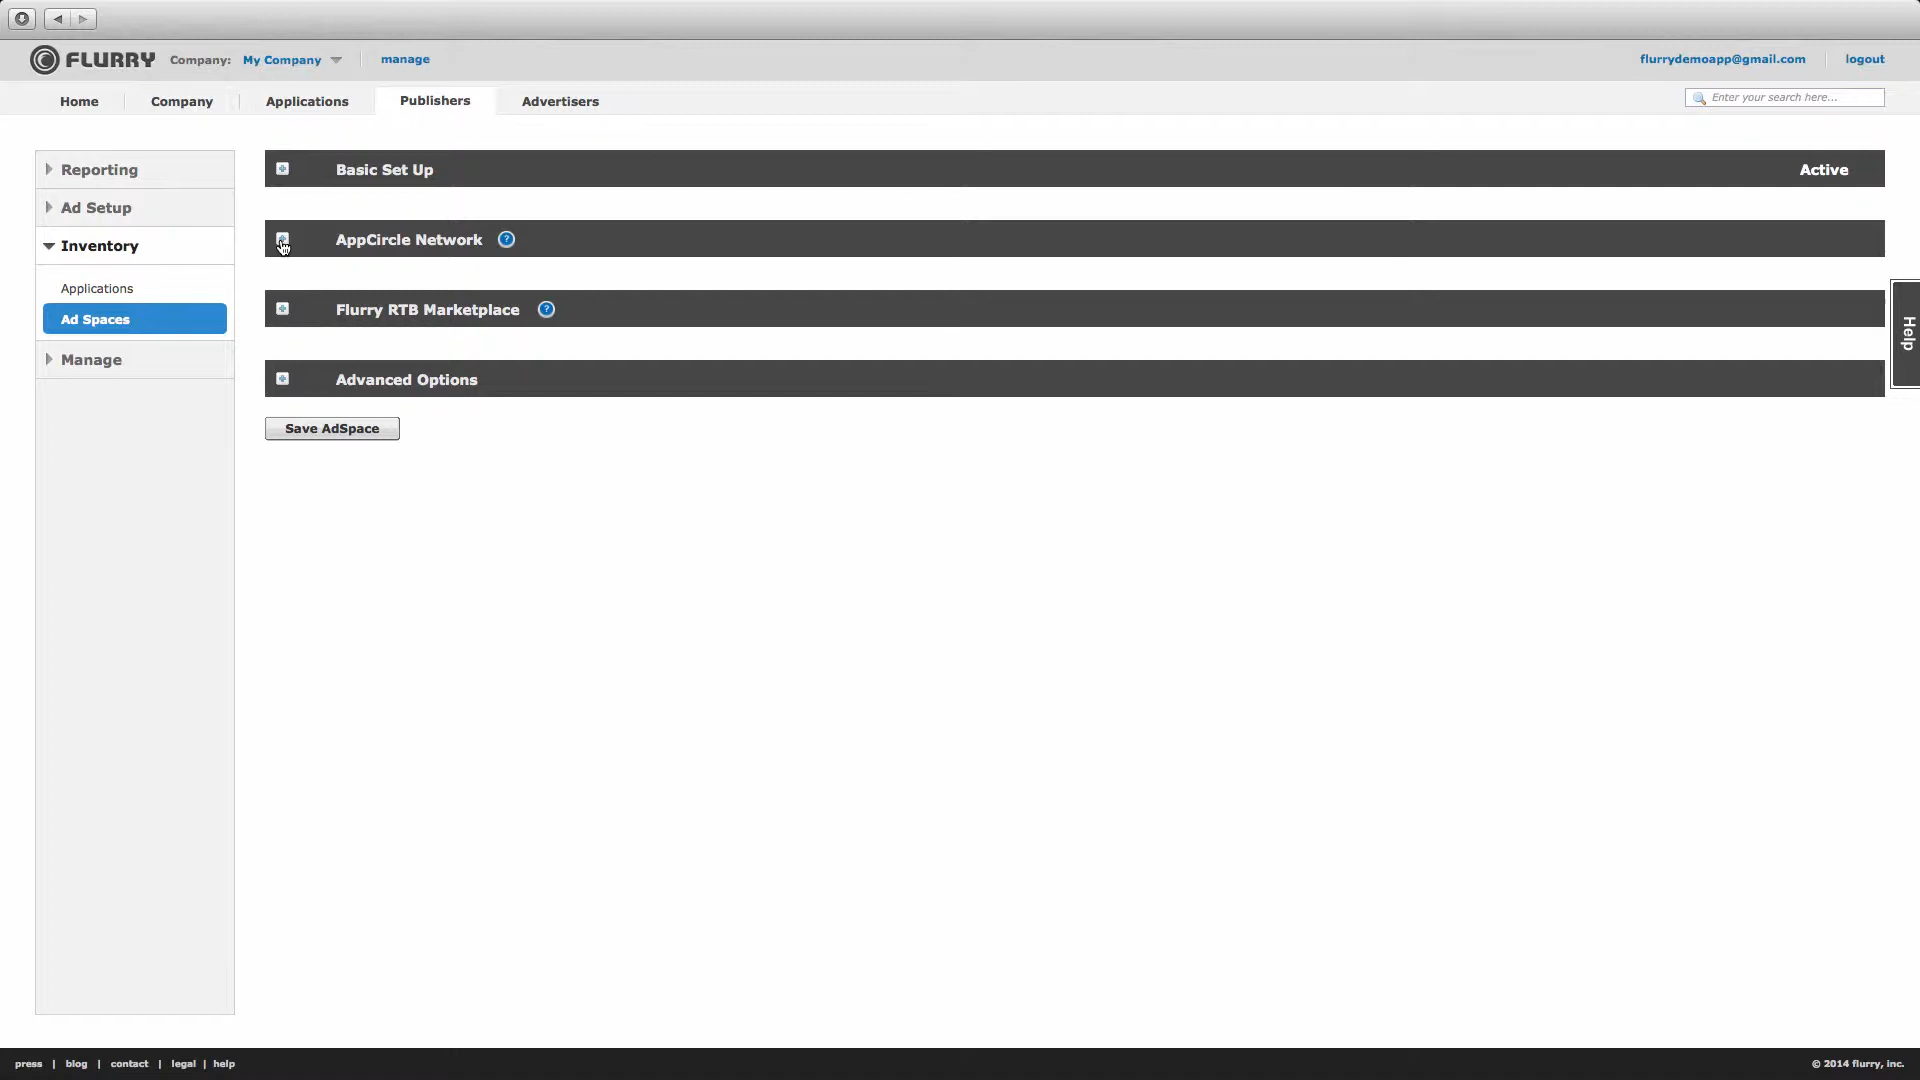 FLURRY Company: My Company manage flurrydemoapp@gmail.com logout
Home Company Applications Publishers Advertisers Enter your search here...
Reporting
Ad Setup
Inventory
Applications
Ad Spaces
Manage
Basic Set Up Active
AppCircle Network ?
Flurry RTB Marketplace ?
Advanced Options
Save AdSpace
Help
press | blog | contact | legal | help © 2014 flurry, inc.